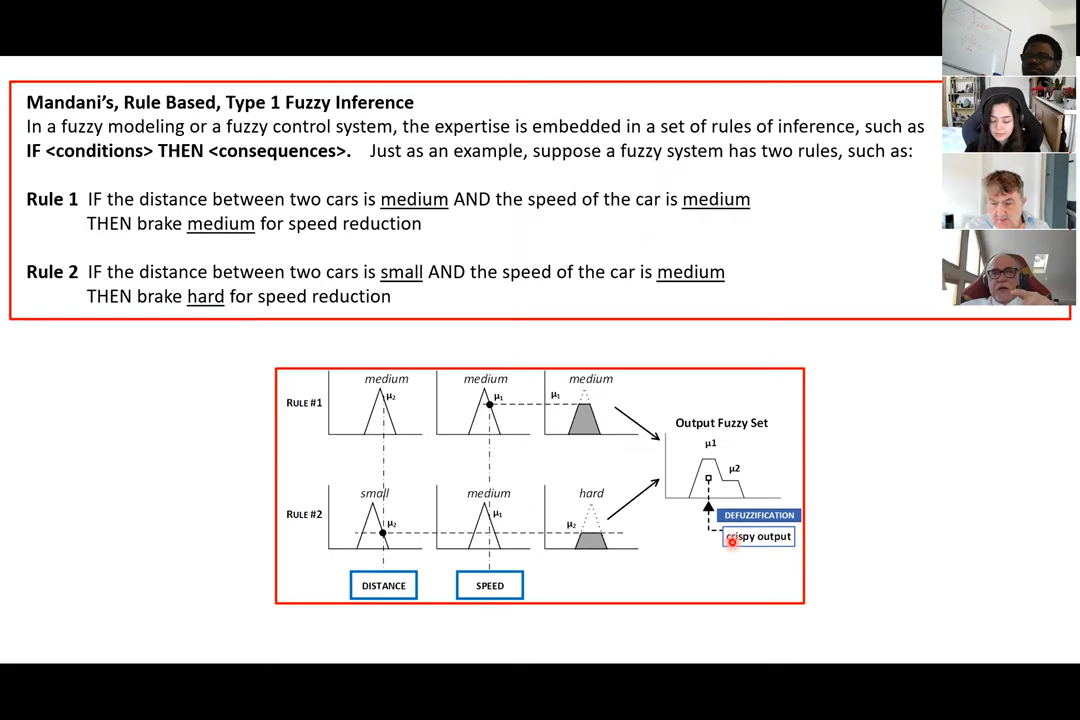 Mandani's, Rule Based, Type 1 Fuzzy Inference
In a fuzzy modeling or a fuzzy control system, the expertise is embedded in a set of rules of inference, such as
IF <conditions> THEN <consequences>. Just as an example, suppose a fuzzy system has two rules, such as:
Rule 1 IF the distance between two cars is medium AND the speed of the car is medium
THEN brake medium for speed reduction
Rule 2 IF the distance between two cars is small AND the speed of the car is medium
THEN brake hard for speed reduction
medium medium medium
RULE #1 μ2 μ1 μ1
Output Fuzzy Set
μ1
μ2
small medium hard
RULE #2 μ2 μ1 μ2
DEFUZZIFICATION
crispy output
DISTANCE SPEED